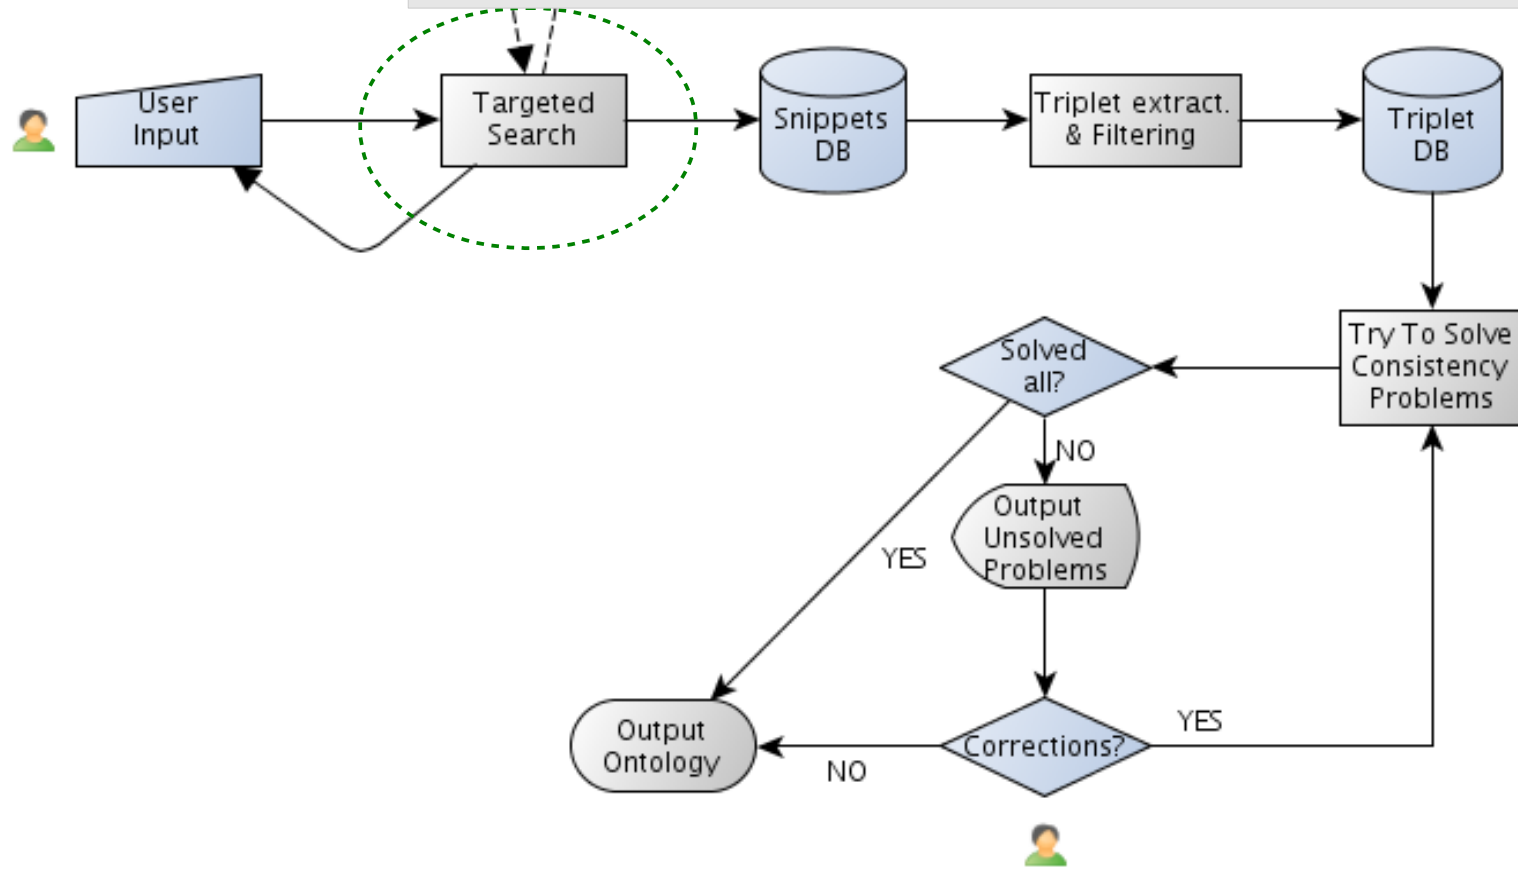 User
Input
Targeted
Search
Snippets
DB
Triplet extract.
& Filtering
Triplet
DB
Try To Solve
Consistency
Problems
Solved
all?
NO
Output
Unsolved
Problems
YES
Corrections?
YES
NO
Output
Ontology